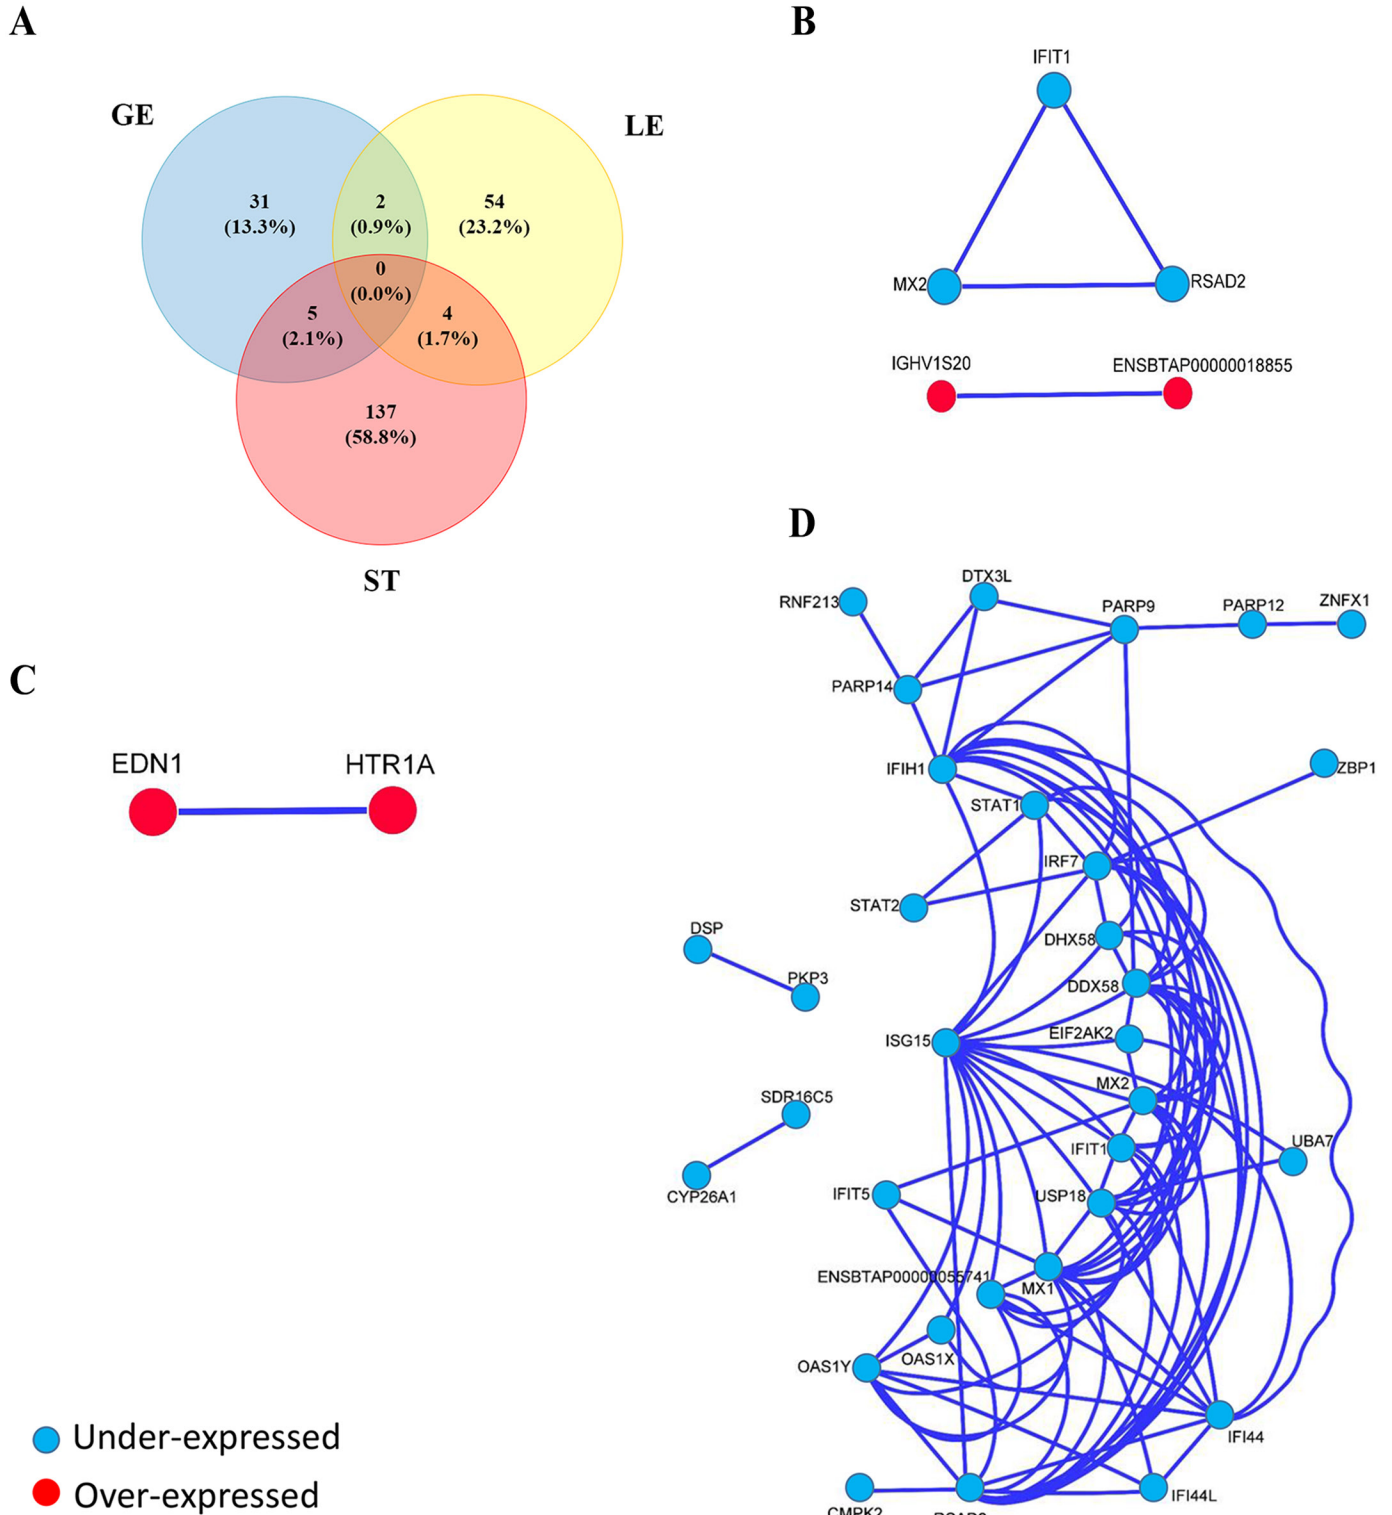 A
B
GE
LE
ST
31
(13.3%)
2
(0.9%)
54
(23.2%)
0
(0.0%)
5
(2.1%)
4
(1.7%)
137
(58.8%)
IFIT1
MX2
RSAD2
IGHV1S20
ENSBTAP00000018855
C
EDN1
HTR1A
D
RNF213
DTX3L
PARP9
PARP12
ZNFX1
PARP14
IFIH1
ZBP1
STAT1
IRF7
STAT2
DHX58
DSP
PKP3
DDX58
ISG15
EIF2AK2
MX2
SDR16C5
CYP26A1
IFIT1
UBA7
IFIT5
USP18
ENSBTAP00000055741
MX1
OAS1X
OAS1Y
IFI44
IFI44L
CMPK2
Under-expressed
Over-expressed